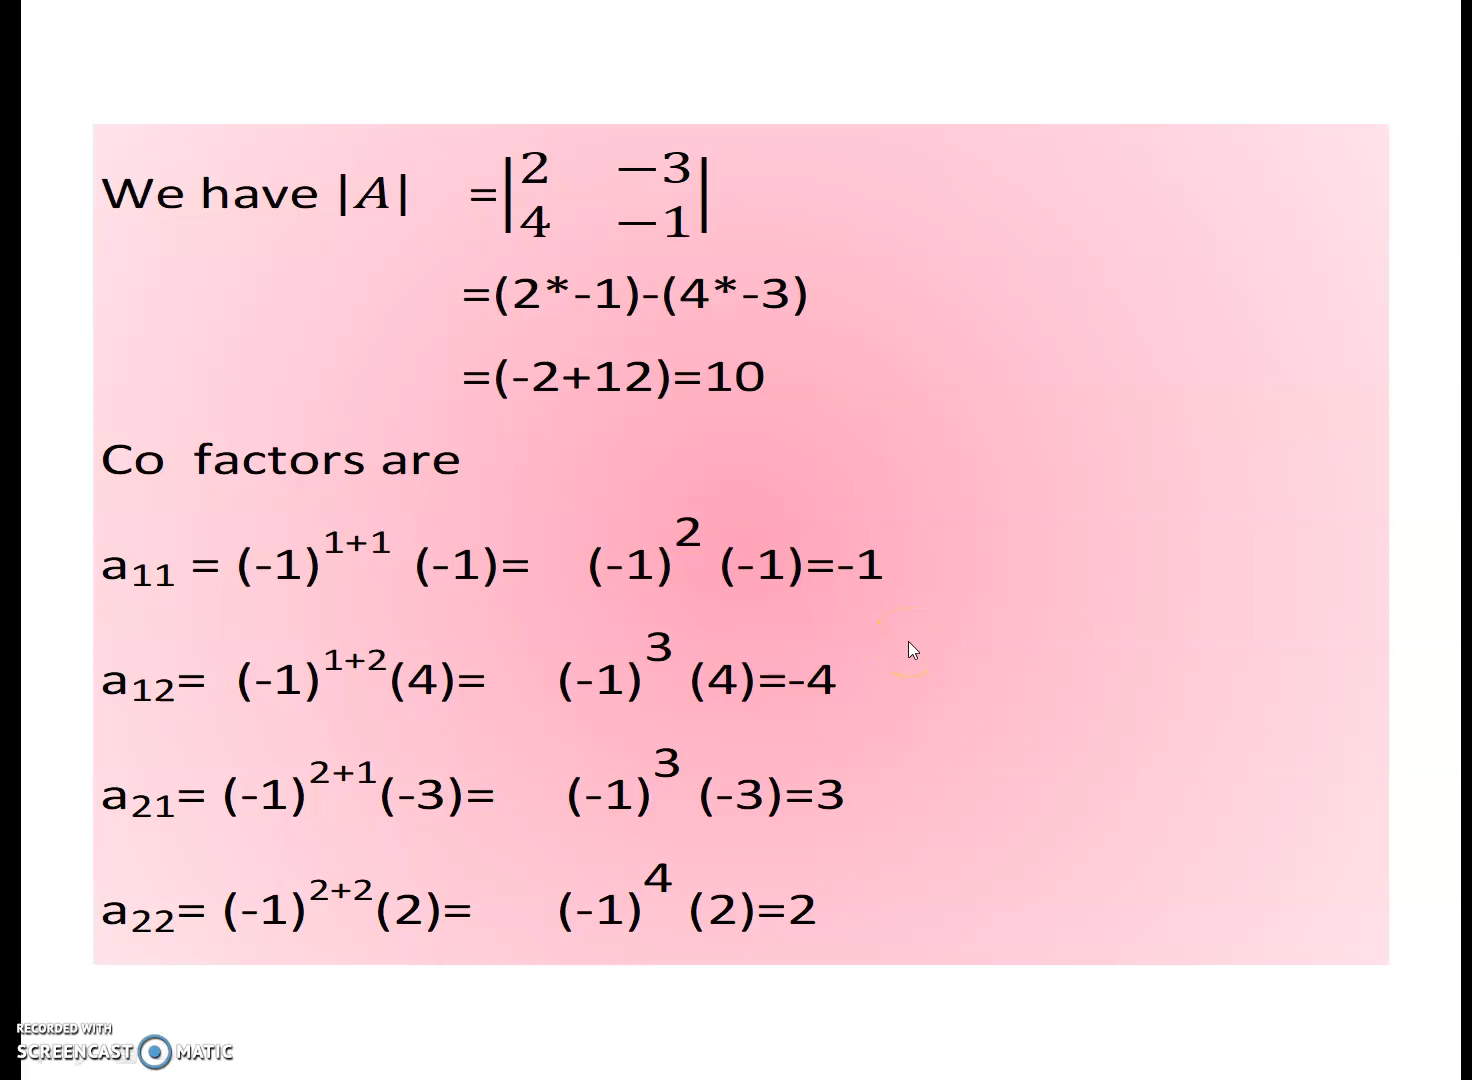 We have |A| = |2 −3|
|4 −1|
=(2*-1)-(4*-3)
=(-2+12)=10
Co factors are
a₁₁ = (-1)¹⁺¹ (-1)= (-1)² (-1)=-1
a₁₂= (-1)¹⁺²(4)= (-1)³ (4)=-4
a₂₁= (-1)²⁺¹(-3)= (-1)³ (-3)=3
a₂₂= (-1)²⁺²(2)= (-1)⁴ (2)=2
RECORDED WITH
SCREENCAST MATIC